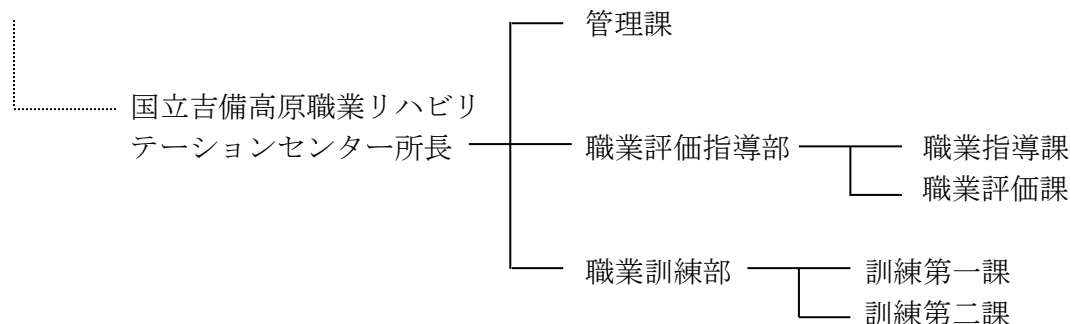 管理課
国立吉備高原職業リハビリ
テーションセンター所長
職業評価指導部
職業指導課
職業評価課
職業訓練部
訓練第一課
訓練第二課